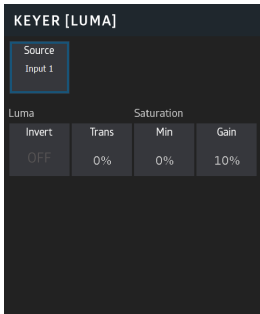 KEYER [LUMA]
Source
Input 1
Luma Saturation
Invert Trans Min Gain
OFF 0% 0% 10%